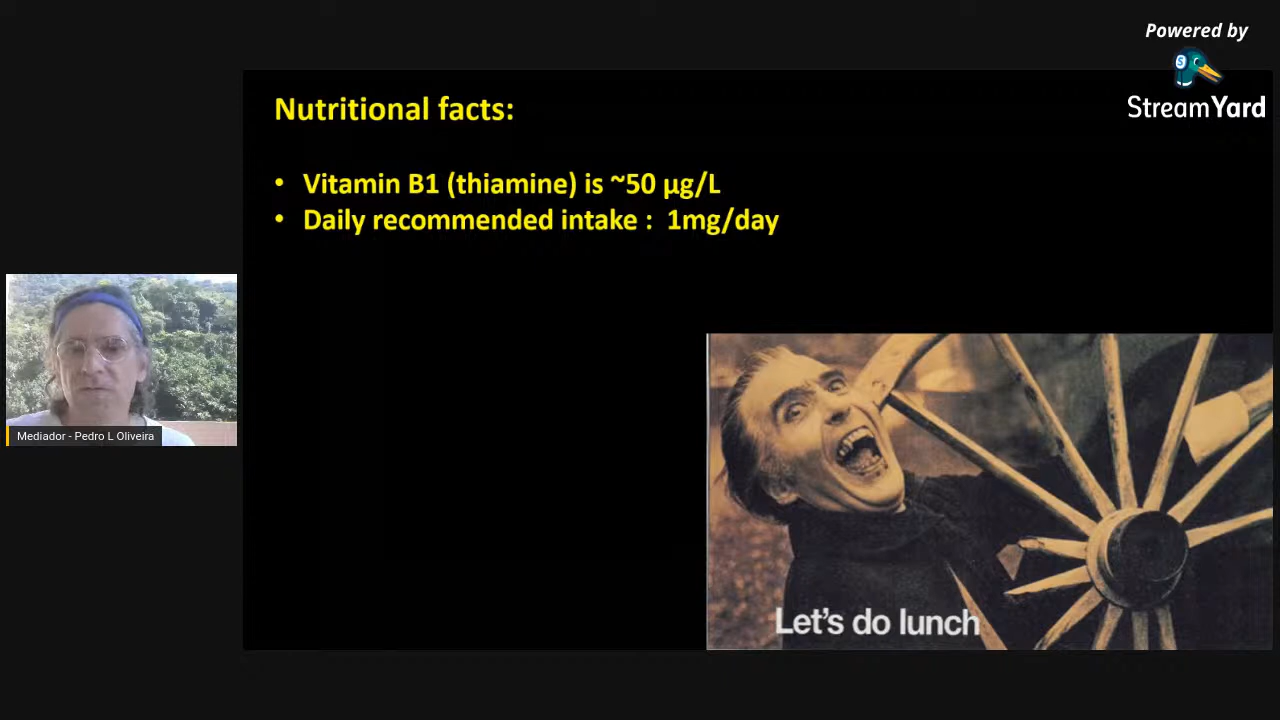 Powered by
StreamYard
Nutritional facts:
• Vitamin B1 (thiamine) is ~50 µg/L
• Daily recommended intake : 1mg/day
Mediador - Pedro L Oliveira
Let's do lunch